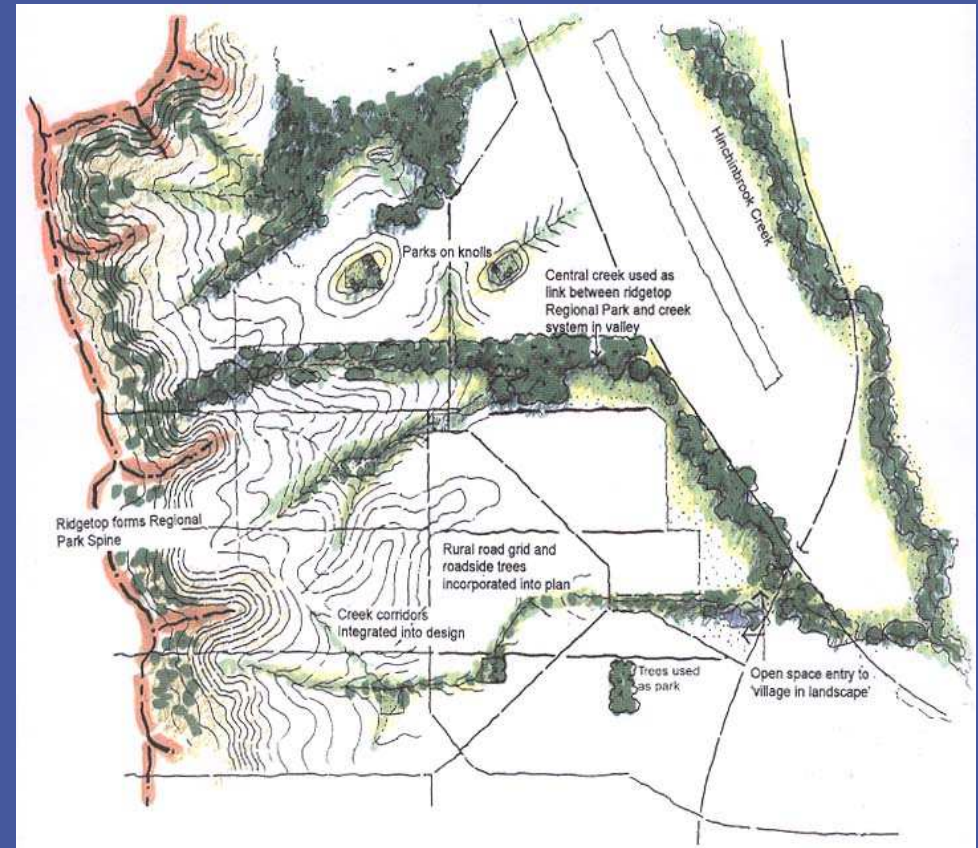 Hinchinbrook Creek
Parks on knolls
Central creek used as
link between ridgetop
Regional Park and creek
system in valley
Ridgetop forms Regional
Park Spine
Rural road grid and
roadside trees
incorporated into plan
Creek corridors
integrated into design
Trees used
as park
Open space entry to
'village in landscape'